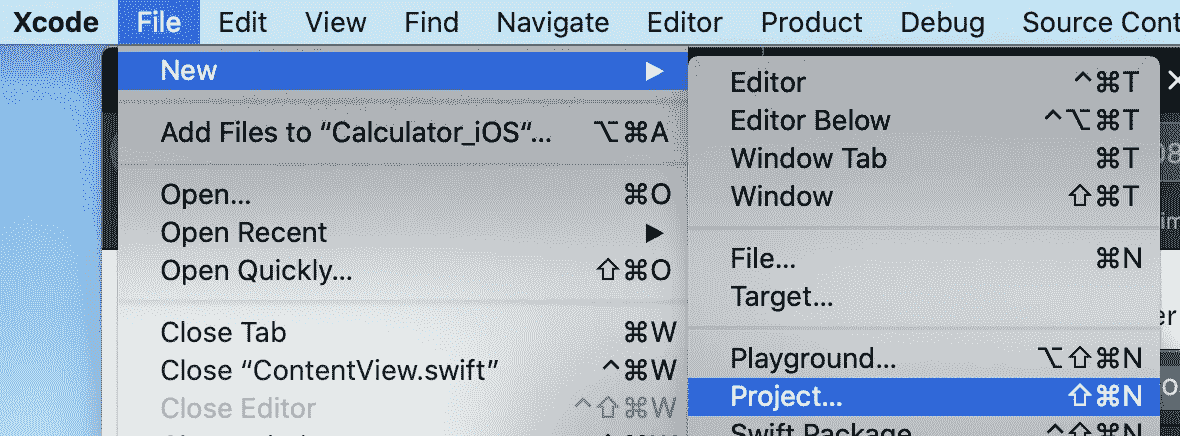 Xcode File Edit View Find Navigate Editor Project Debug Source Cont
New ▶
Add Files to “Calculator_iOS“... ⌥⌘A
Open... ⌘O
Open Recent ▶
Open Quickly... ⇧⌘O
Close Tab ⌘W
Close “ContentView.swift” ^⌘W
Close Editor ^⇧⌘W
Editor ^⌘T
Editor Below ^⌥⌘T
Window Tab ⌘T
Window ⇧⌘T
File... ⌘N
Target...
Playground... ⌥⇧⌘N
Project... ⇧⌘N
Swift Package ^⇧⌘N